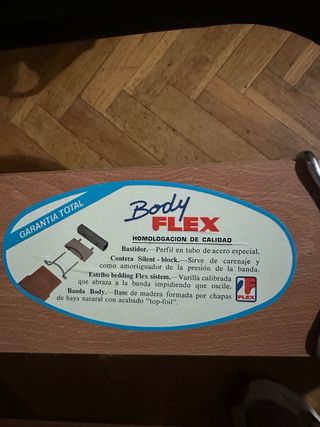 GARANTIA TOTAL
Body
FLEX
HOMOLOGACION DE CALIDAD
Bastidor.—Perfil en tubo de acero especial.
Contera Silent - block.—Sirve de carenaje y
como amortiguador de la presión de la banda.
Estribo bedding Flex sistem.—Varilla calibrada
que abraza a la banda impidiendo que oscile.
Banda Body.—Base de madera formada por chapas
de haya natural con acabado "top-foil".
FLEX